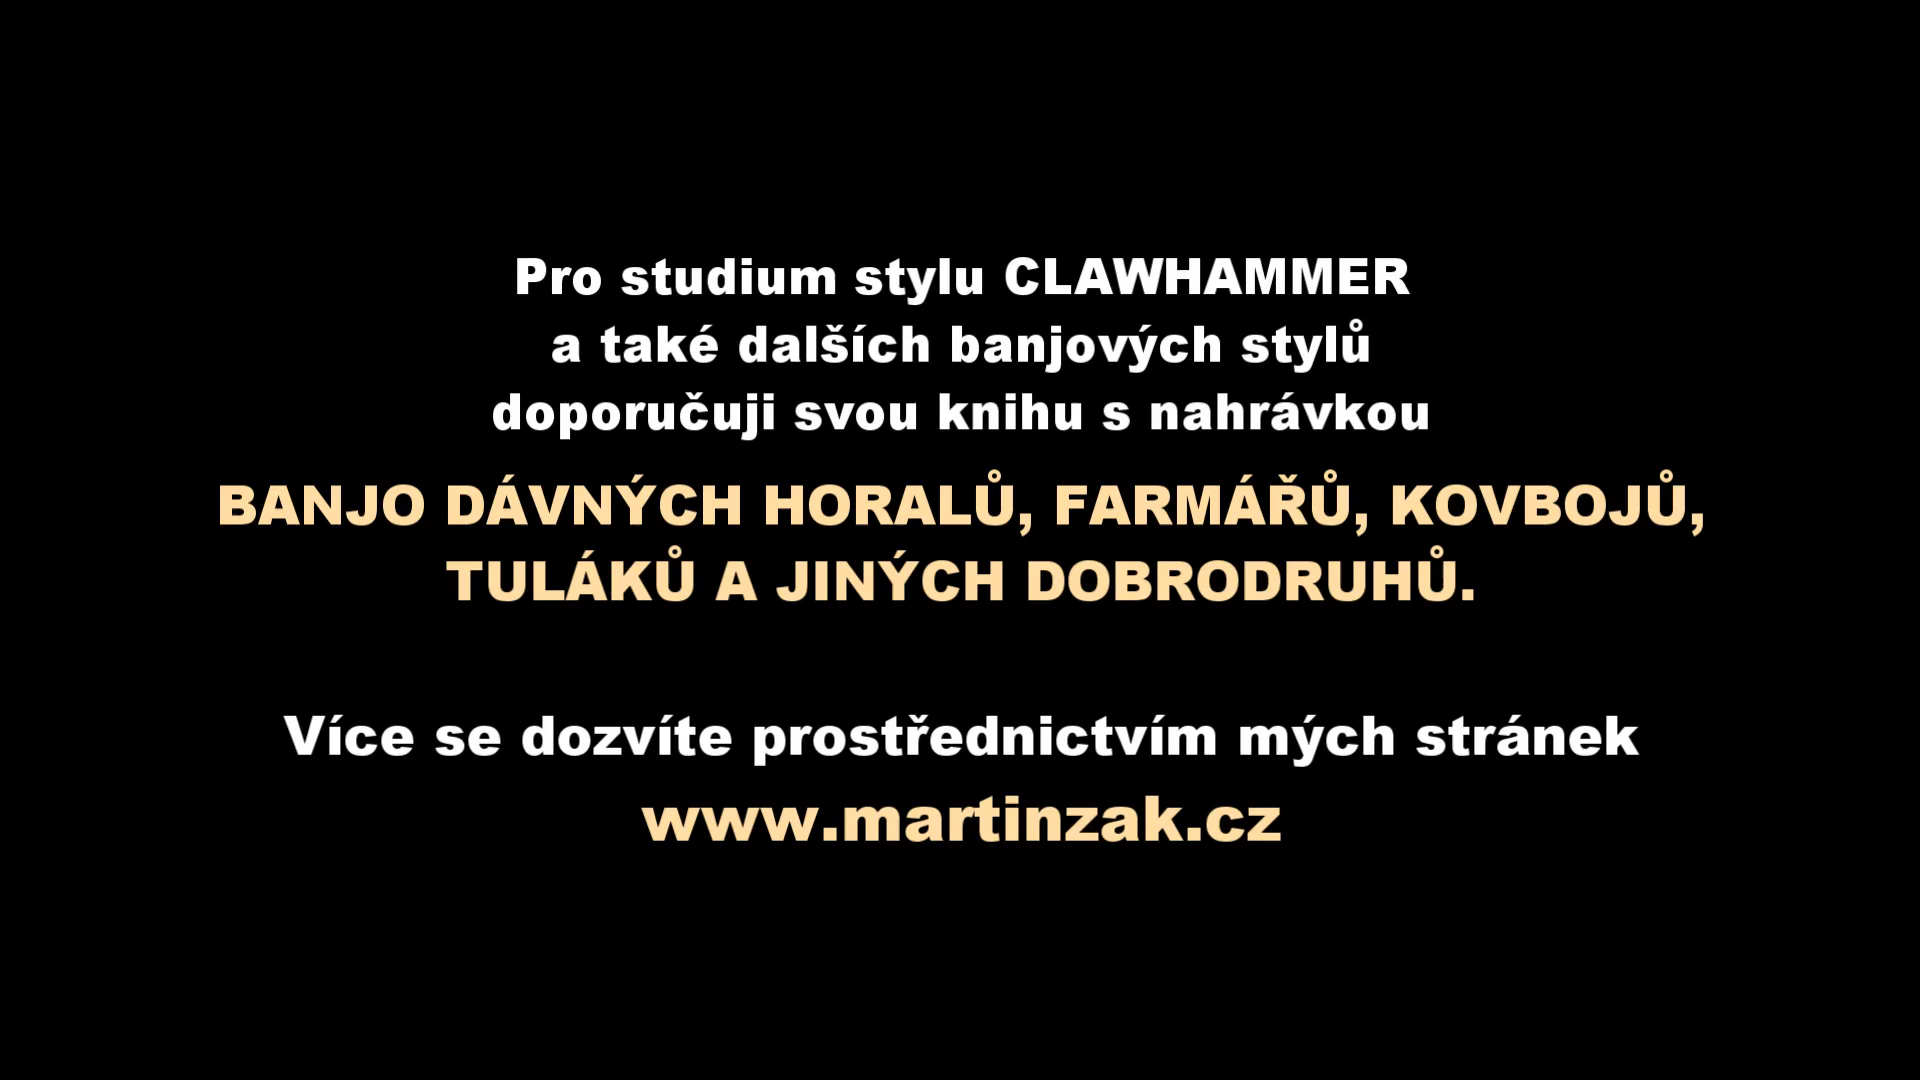 Pro studium stylu CLAWHAMMER
a také dalších banjových stylů
doporučuji svou knihu s nahrávkou
BANJO DÁVNÝCH HORALŮ, FARMÁŘŮ, KOVBOJŮ,
TULÁKŮ A JINÝCH DOBRODRUHŮ.
Více se dozvíte prostřednictvím mých stránek
www.martinzak.cz